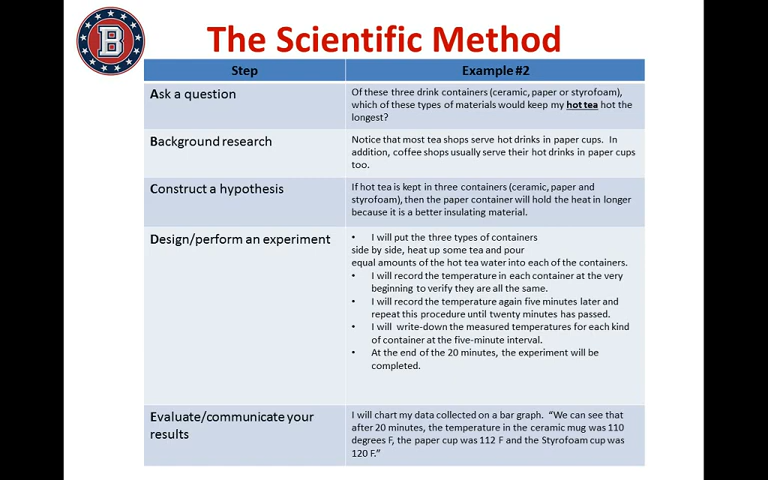 B
The Scientific Method
Step
Example #2
Ask a question
Of these three drink containers (ceramic, paper or styrofoam),
which of these types of materials would keep my hot tea hot the
longest?
Background research
Notice that most tea shops serve hot drinks in paper cups. In
addition, coffee shops usually serve their hot drinks in paper cups
too.
Construct a hypothesis
If hot tea is kept in three containers (ceramic, paper and
styrofoam), then the paper container will hold the heat in longer
because it is a better insulating material.
Design/perform an experiment
• I will put the three types of containers
side by side, heat up some tea and pour
equal amounts of the hot tea water into each of the containers.
• I will record the temperature in each container at the very
beginning to verify they are all the same.
• I will record the temperature again five minutes later and
repeat this procedure until twenty minutes has passed.
• I will write-down the measured temperatures for each kind
of container at the five-minute interval.
• At the end of the 20 minutes, the experiment will be
completed.
Evaluate/communicate your
results
I will chart my data collected on a bar graph. “We can see that
after 20 minutes, the temperature in the ceramic mug was 110
degrees F, the paper cup was 112 F and the Styrofoam cup was
120 F.”